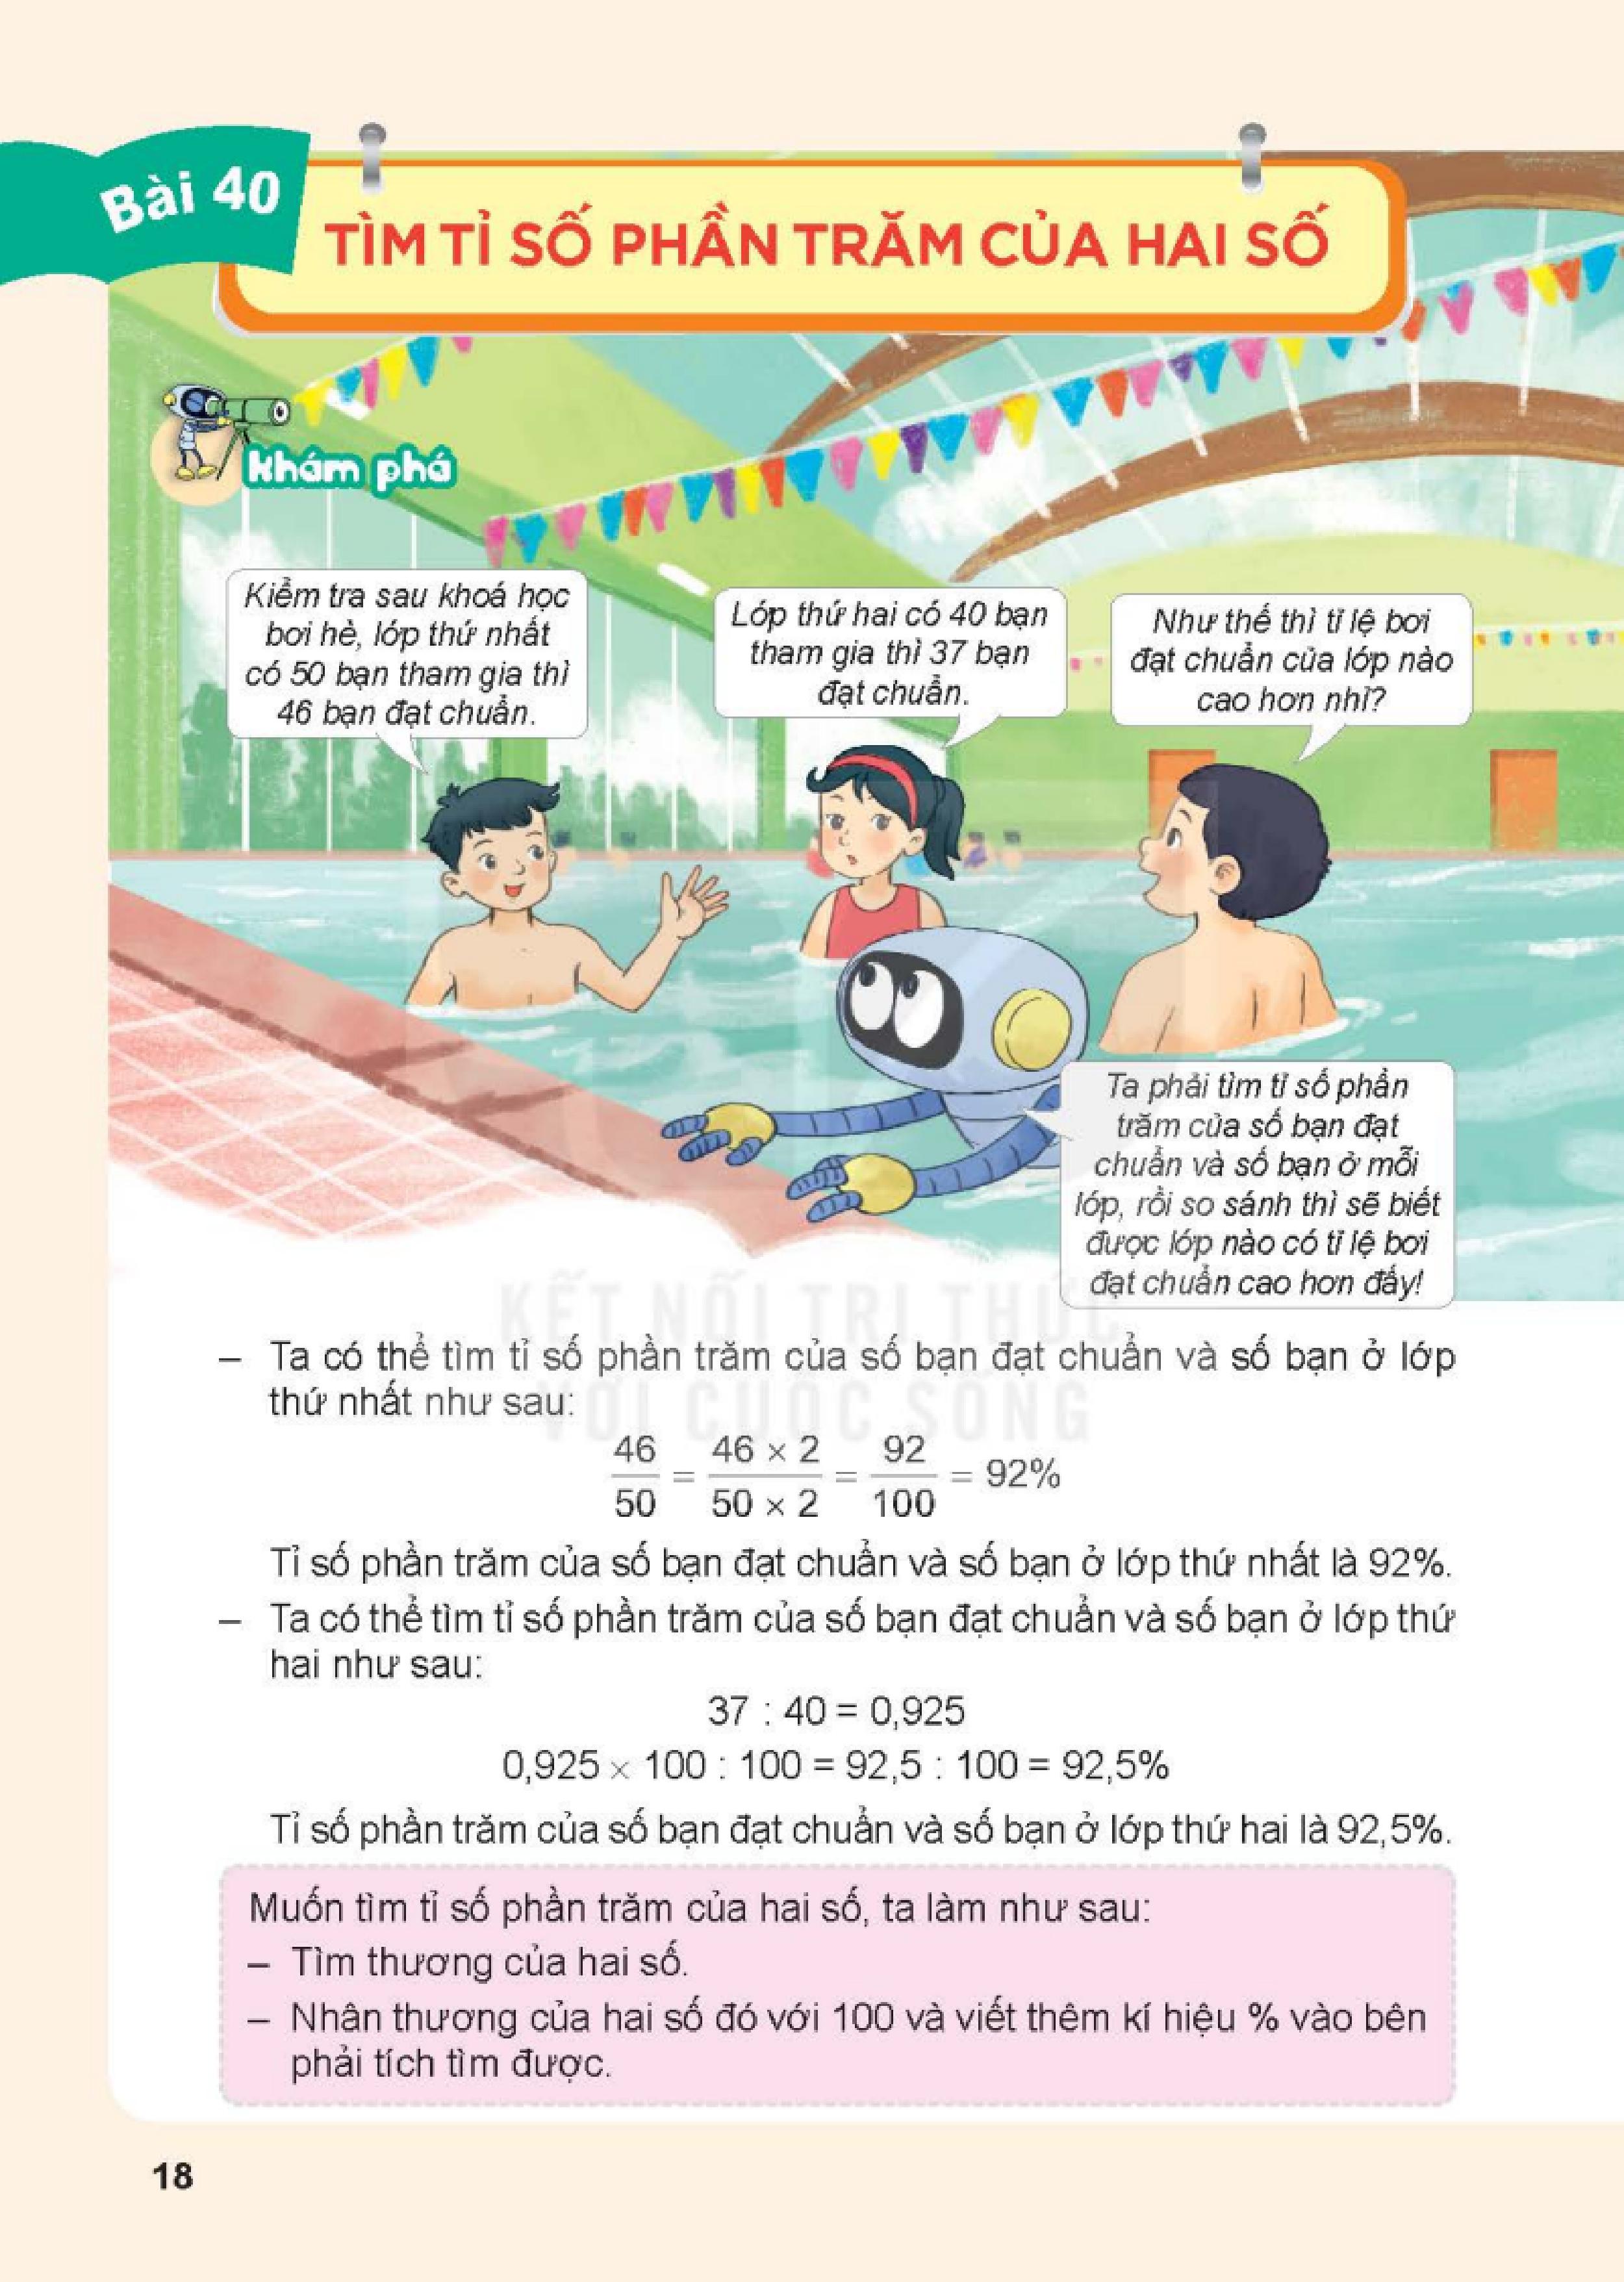 Bài 40
TÌM TỈ SỐ PHẦN TRĂM CỦA HAI SỐ
khám phá
Kiểm tra sau khoá học
bơi hè, lớp thứ nhất
có 50 bạn tham gia thì
46 bạn đạt chuẩn.
Lớp thứ hai có 40 bạn
tham gia thì 37 bạn
đạt chuẩn.
Như thế thì tỉ lệ bơi
đạt chuẩn của lớp nào
cao hơn nhỉ?
Ta phải tìm tỉ số phần
trăm của số bạn đạt
chuẩn và số bạn ở mỗi
lớp, rồi so sánh thì sẽ biết
được lớp nào có tỉ lệ bơi
đạt chuẩn cao hơn đấy!
KẾT NỐI TRI THỨC
VỚI CUỘC SỐNG
– Ta có thể tìm tỉ số phần trăm của số bạn đạt chuẩn và số bạn ở lớp
thứ nhất như sau:
46/50 = 46 × 2/50 × 2 = 92/100 = 92%
Tỉ số phần trăm của số bạn đạt chuẩn và số bạn ở lớp thứ nhất là 92%.
– Ta có thể tìm tỉ số phần trăm của số bạn đạt chuẩn và số bạn ở lớp thứ
hai như sau:
37 : 40 = 0,925
0,925 × 100 : 100 = 92,5 : 100 = 92,5%
Tỉ số phần trăm của số bạn đạt chuẩn và số bạn ở lớp thứ hai là 92,5%.
Muốn tìm tỉ số phần trăm của hai số, ta làm như sau:
– Tìm thương của hai số.
– Nhân thương của hai số đó với 100 và viết thêm kí hiệu % vào bên
phải tích tìm được.
18